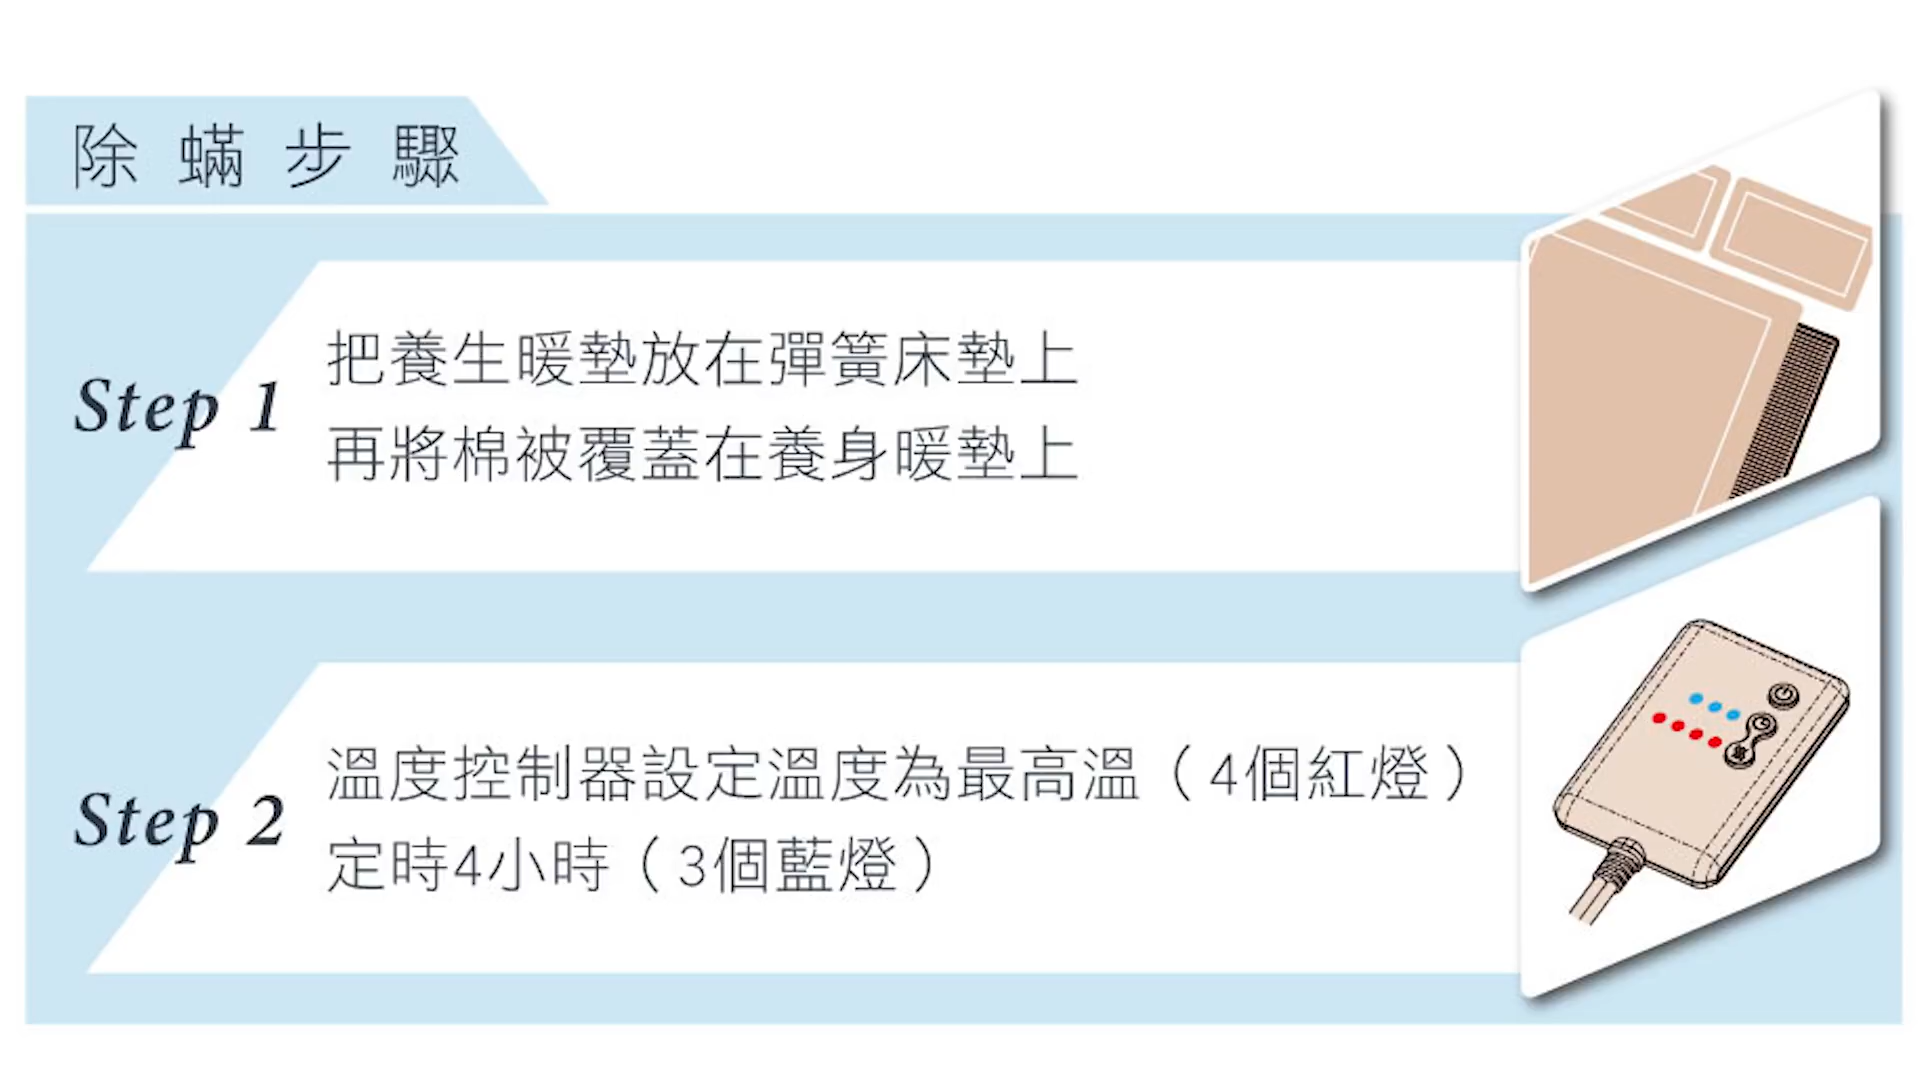 除蟎步驟
Step 1
把養生暖墊放在彈簧床墊上
再將棉被覆蓋在養身暖墊上
Step 2
溫度控制器設定溫度為最高溫（4個紅燈）
定時4小時（3個藍燈）